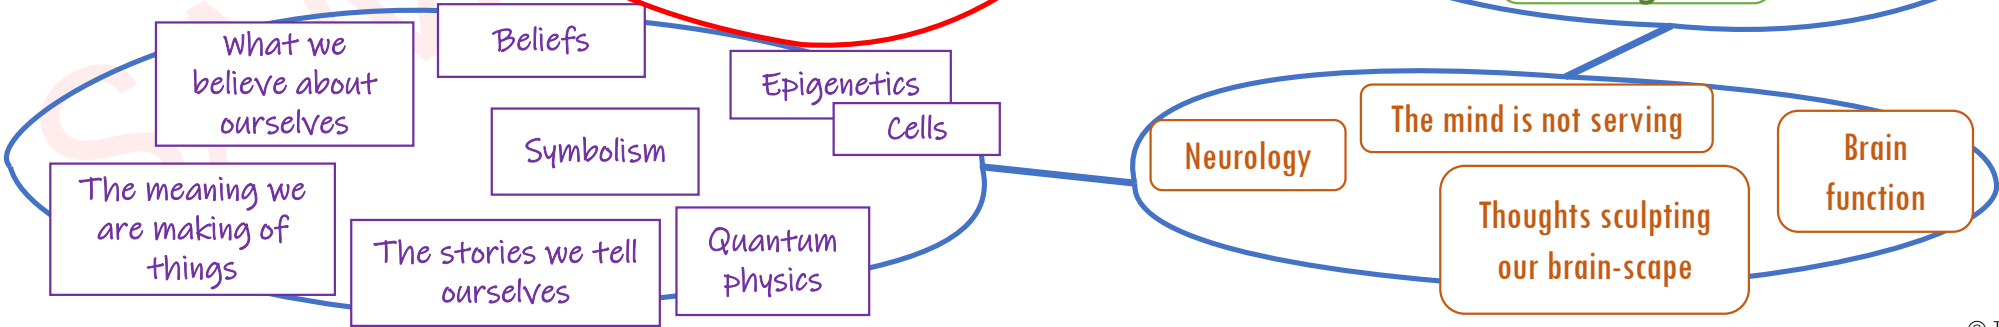 What we
believe about
ourselves
Beliefs
Epigenetics
Cells
Symbolism
The meaning we
are making of
things
The stories we tell
ourselves
Quantum
physics
Neurology
The mind is not serving
Brain
function
Thoughts sculpting
our brain-scape